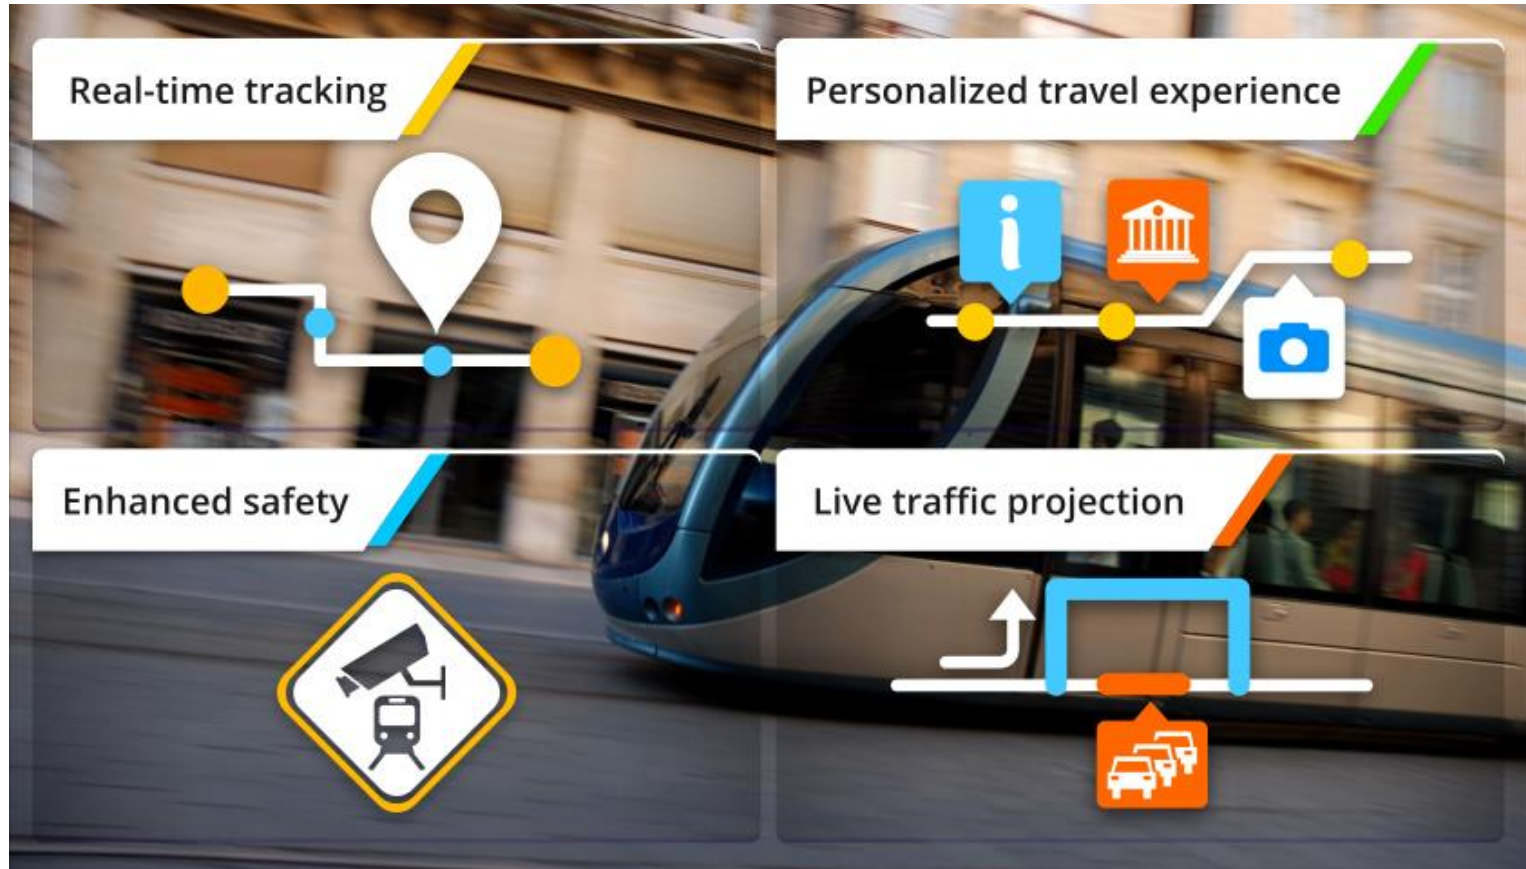 Real-time tracking
Personalized travel experience
Enhanced safety
Live traffic projection